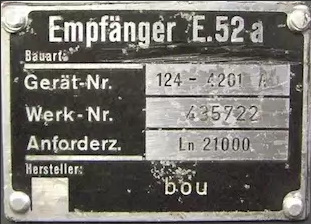 Empfänger E.52a
Bauart:
Gerät-Nr. 124-4201 A.
Werk-Nr. 435722
Anforderz. Ln 21000
Hersteller:
bou